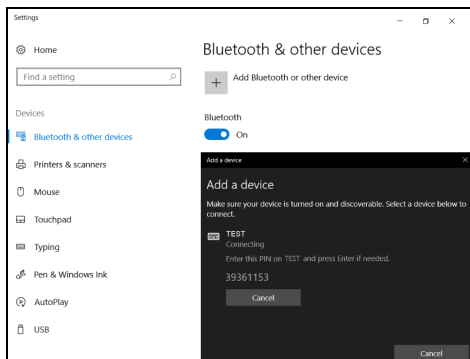 Settings
Home
Find a setting
Devices
Bluetooth & other devices
Printers & scanners
Mouse
Touchpad
Typing
Pen & Windows Ink
AutoPlay
USB
Bluetooth & other devices
Add Bluetooth or other device
Bluetooth
On
Add a device
Add a device
Make sure your device is turned on and discoverable. Select a device below to
connect.
TEST
Connecting
Enter this PIN on TEST and press Enter if needed.
39361153
Cancel
Cancel